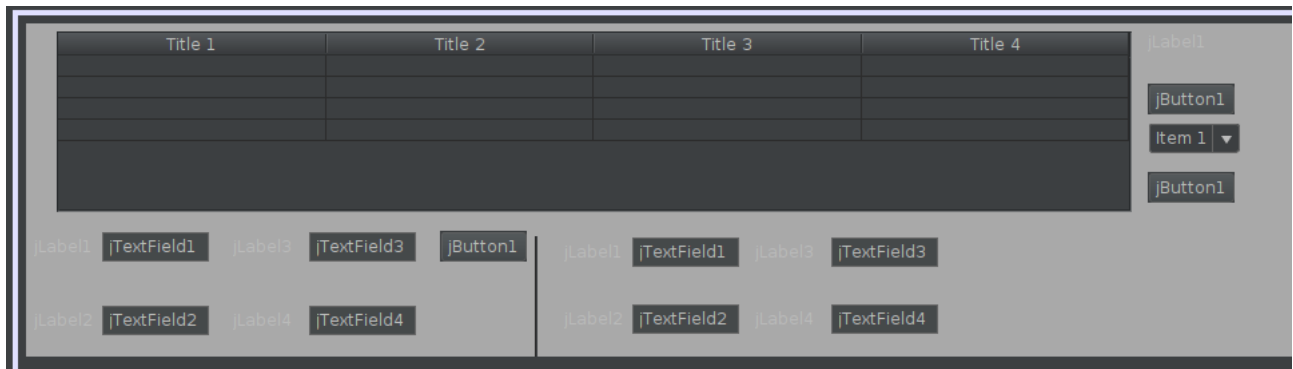 Title 1 Title 2 Title 3 Title 4 jLabel1
jButton1
Item 1
jButton1
jLabel1 jTextField1 jLabel3 jTextField3 jButton1
jLabel1 jTextField1 jLabel3 jTextField3
jLabel2 jTextField2 jLabel4 jTextField4
jLabel2 jTextField2 jLabel4 jTextField4